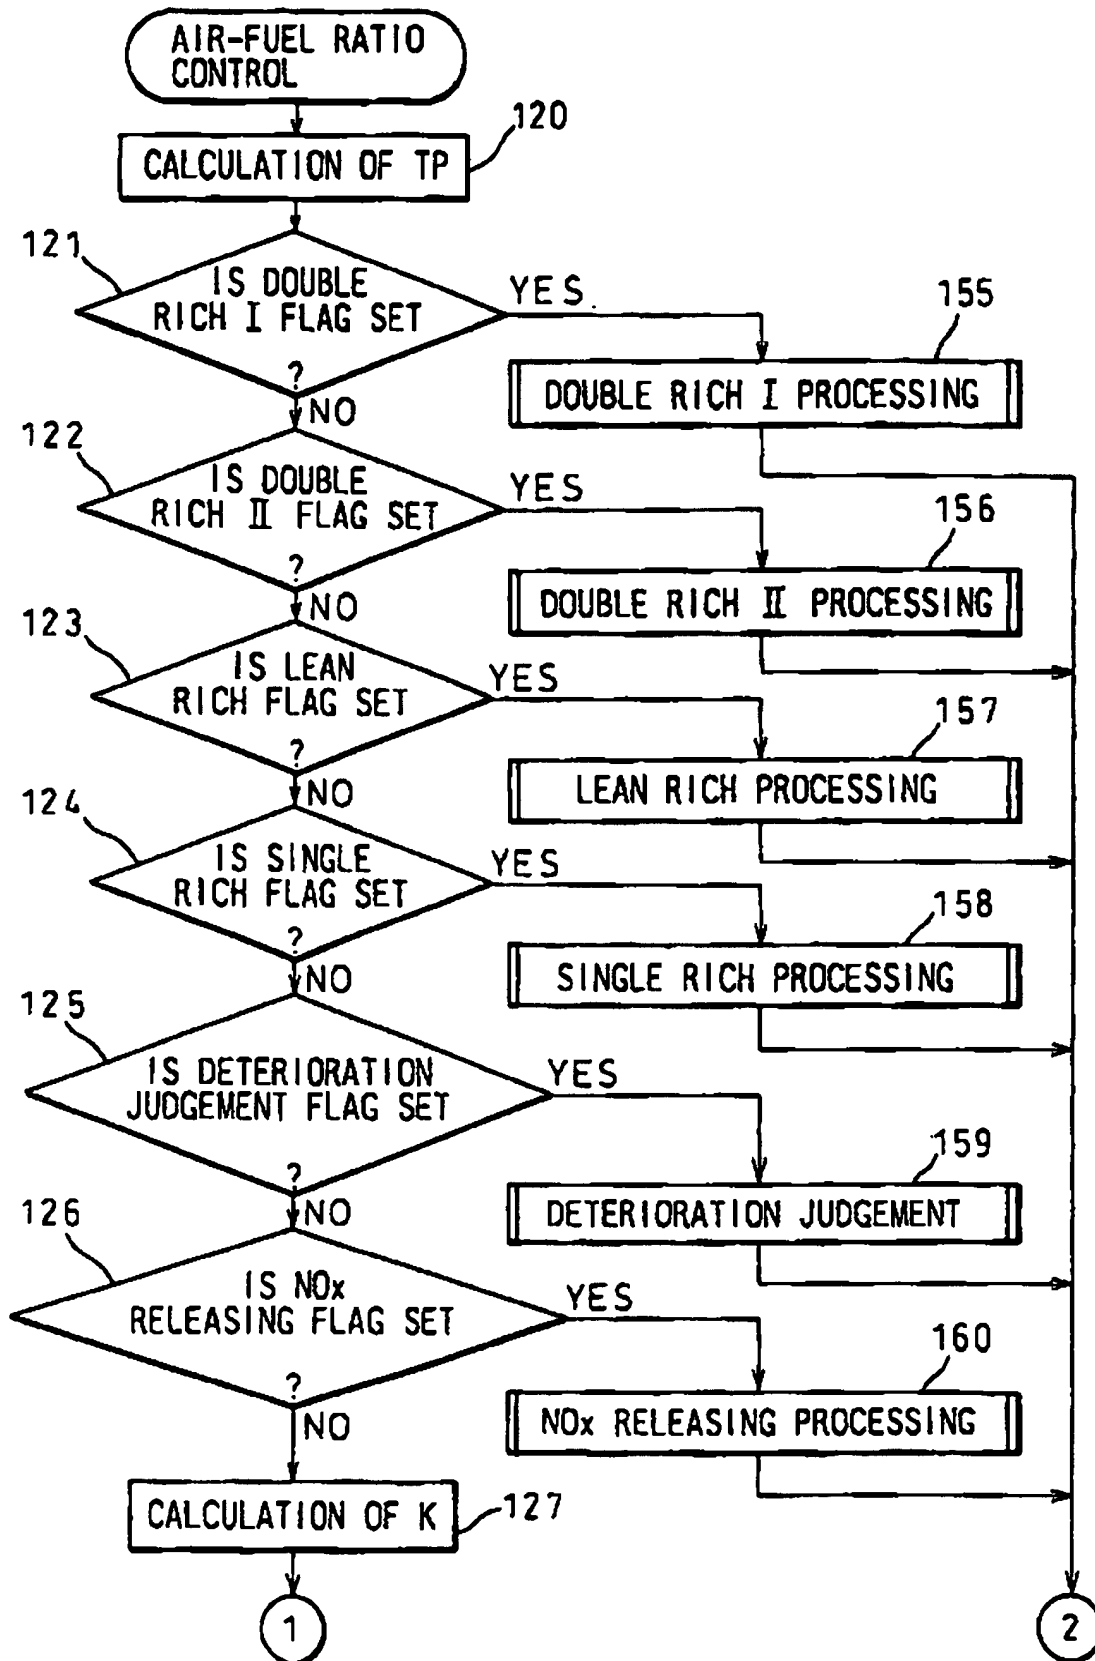 AIR-FUEL RATIO
CONTROL
120
CALCULATION OF TP
121
IS DOUBLE
RICH I FLAG SET
?
YES
NO
155
DOUBLE RICH I PROCESSING
122
IS DOUBLE
RICH II FLAG SET
?
YES
NO
156
DOUBLE RICH II PROCESSING
123
IS LEAN
RICH FLAG SET
?
YES
NO
157
LEAN RICH PROCESSING
124
IS SINGLE
RICH FLAG SET
?
YES
NO
158
SINGLE RICH PROCESSING
125
IS DETERIORATION
JUDGEMENT FLAG SET
?
YES
NO
159
DETERIORATION JUDGEMENT
126
IS NOx
RELEASING FLAG SET
?
YES
NO
160
NOx RELEASING PROCESSING
CALCULATION OF K
127
1
2